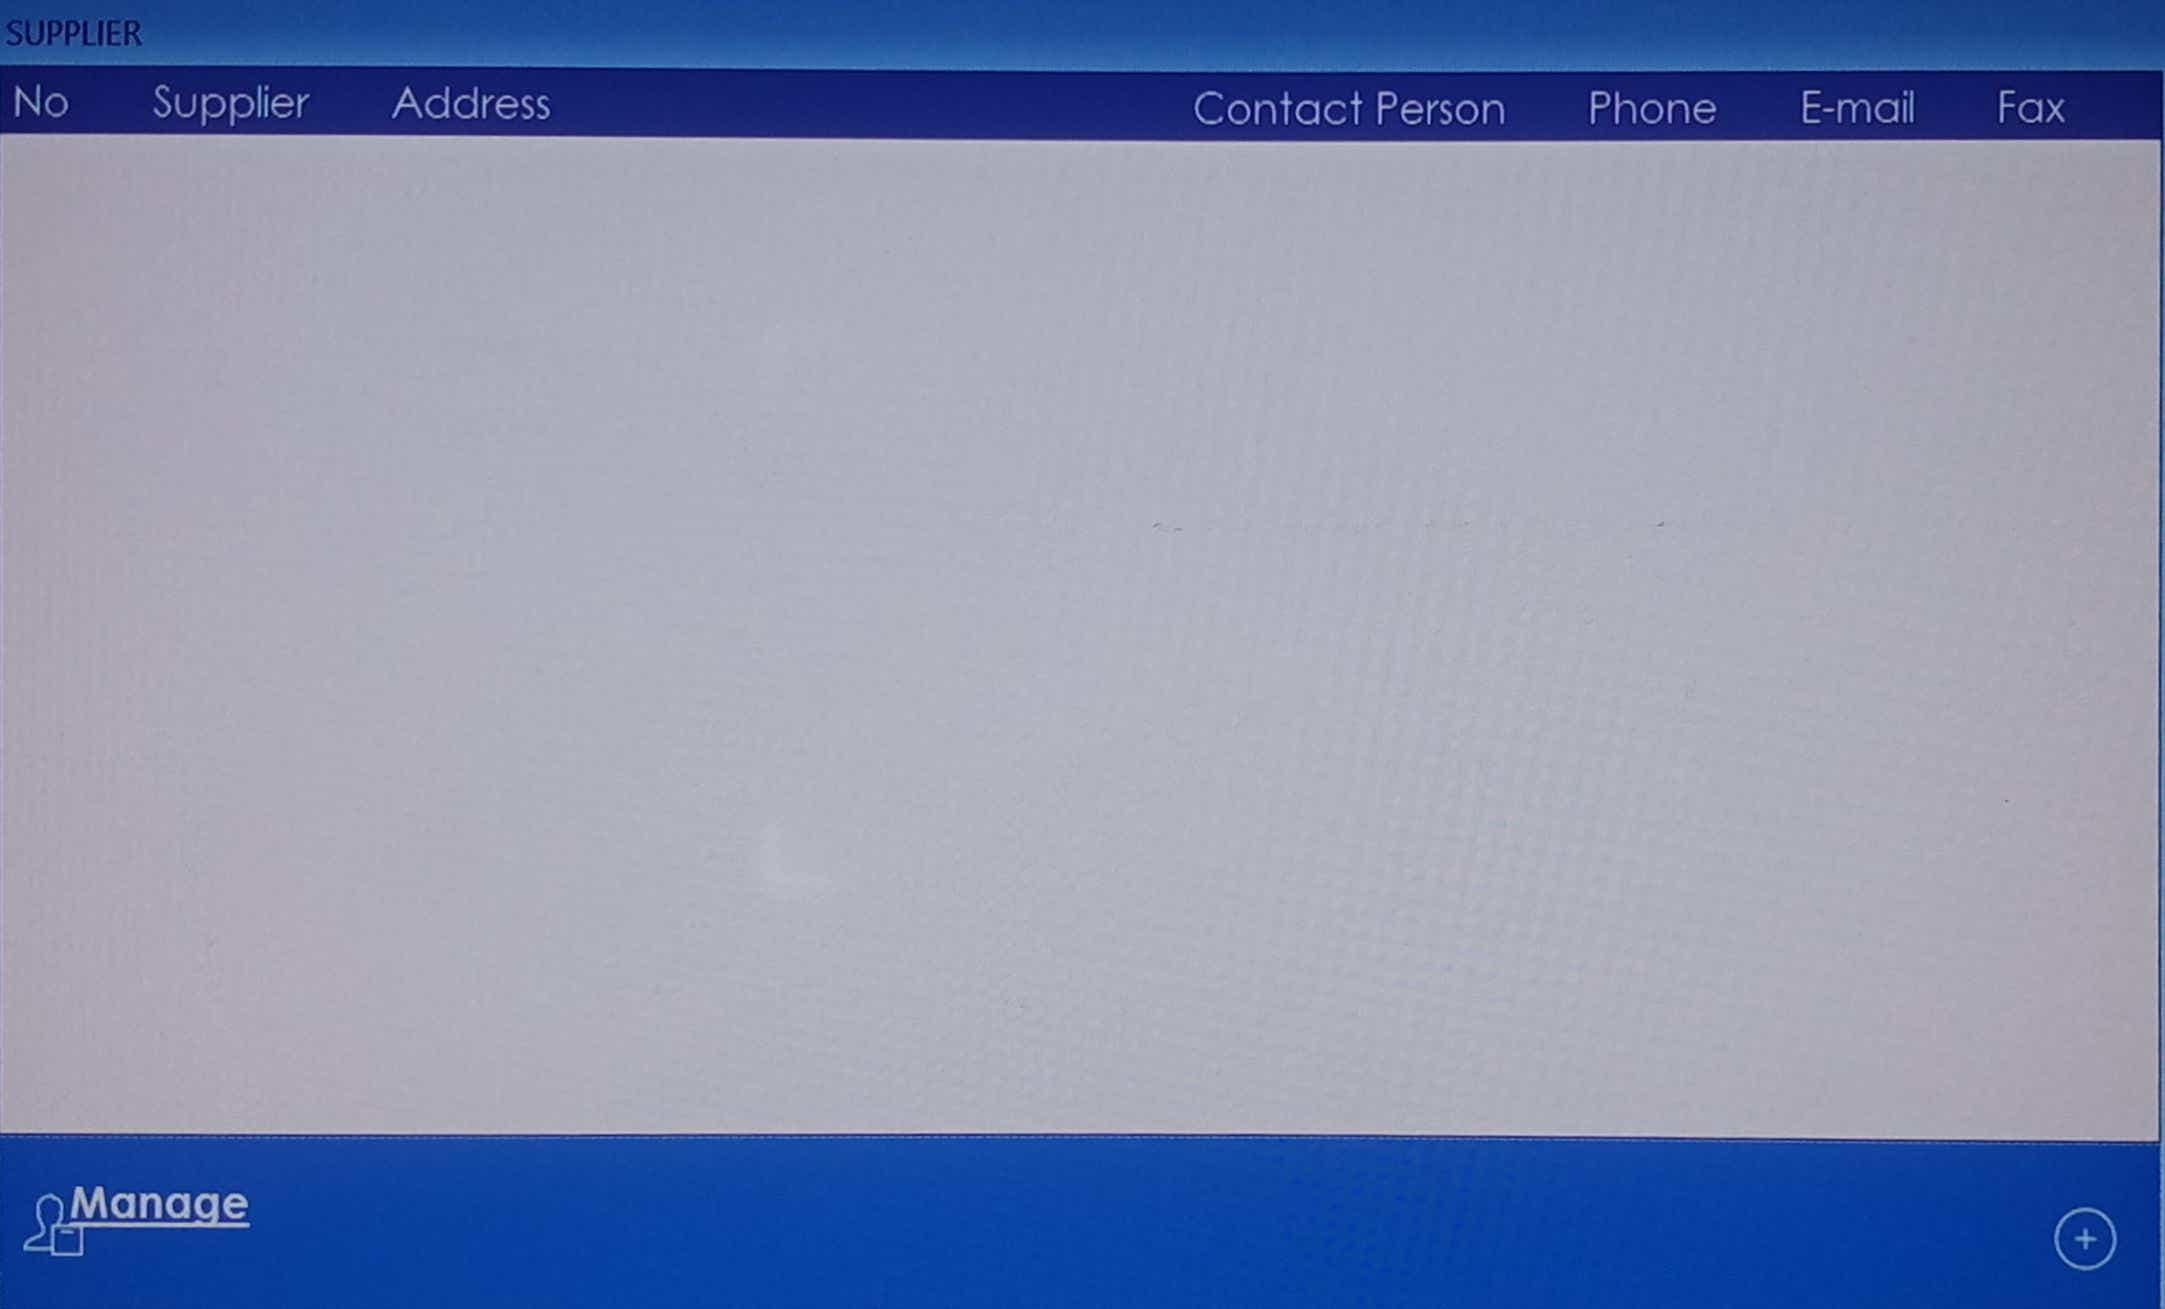 SUPPLIER
No Supplier Address Contact Person Phone E-mail Fax
Manage